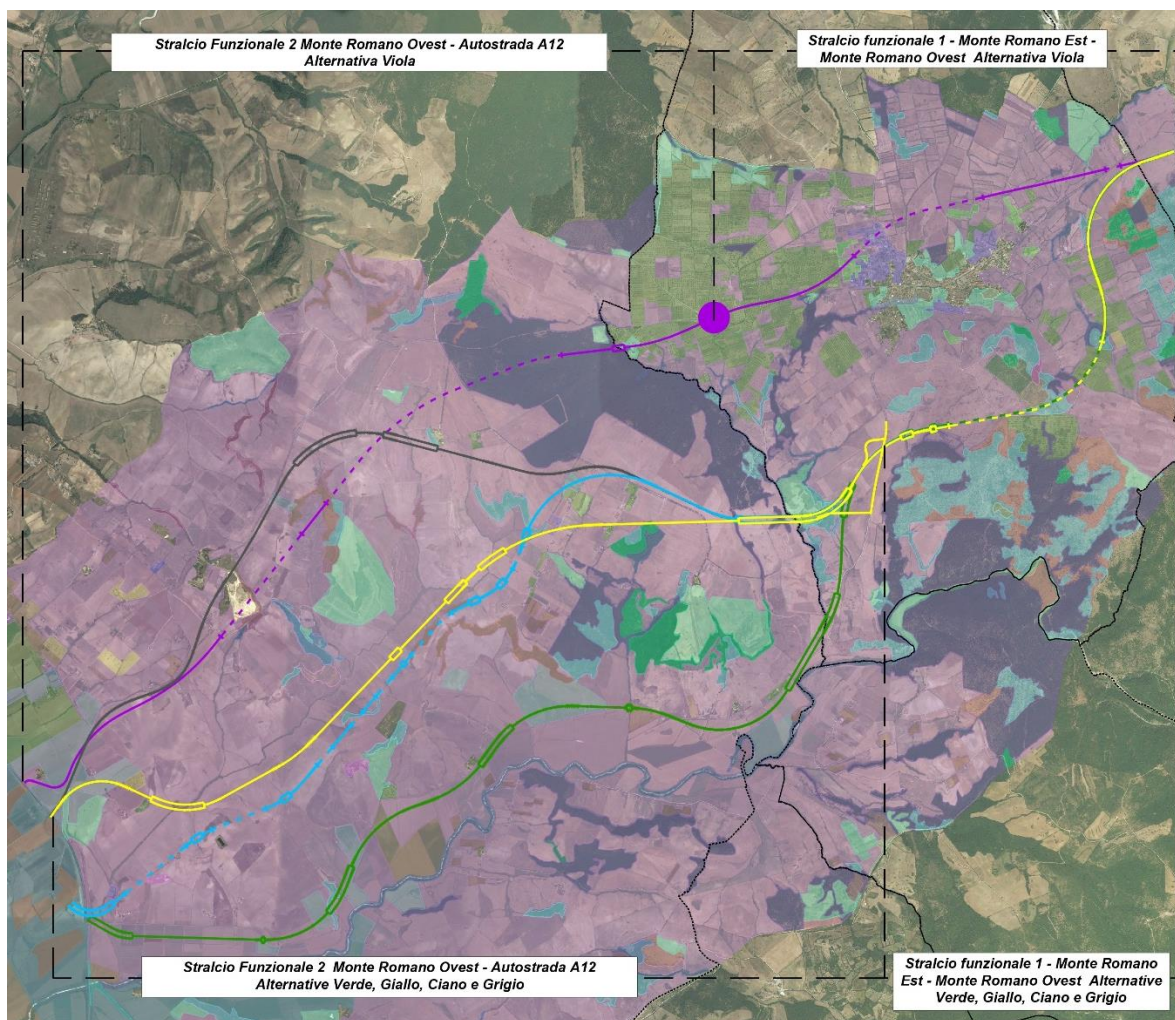 Stralcio Funzionale 2 Monte Romano Ovest - Autostrada A12
Alternativa Viola
Stralcio funzionale 1 - Monte Romano Est -
Monte Romano Ovest  Alternativa Viola
Stralcio Funzionale 2  Monte Romano Ovest - Autostrada A12
Alternative Verde, Giallo, Ciano e Grigio
Stralcio funzionale 1 - Monte Romano
Est - Monte Romano Ovest  Alternative
Verde, Giallo, Ciano e Grigio